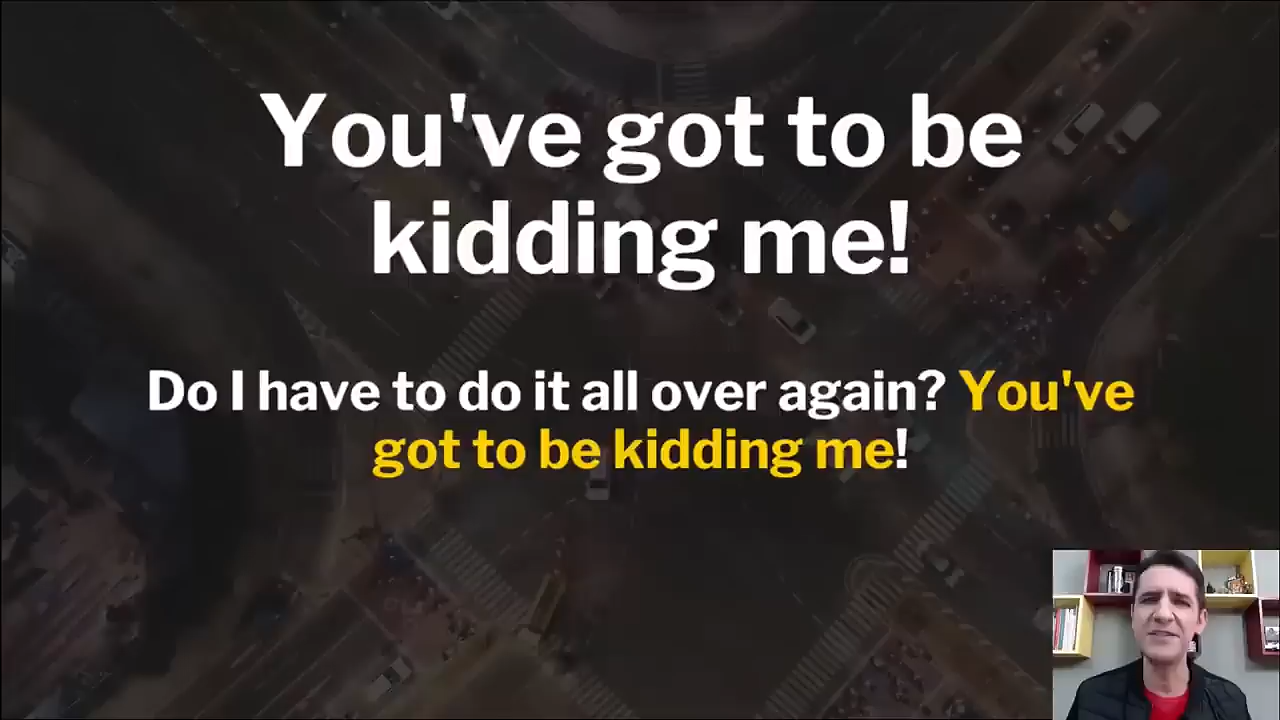 You've got to be
kidding me!
Do I have to do it all over again? You've
got to be kidding me!